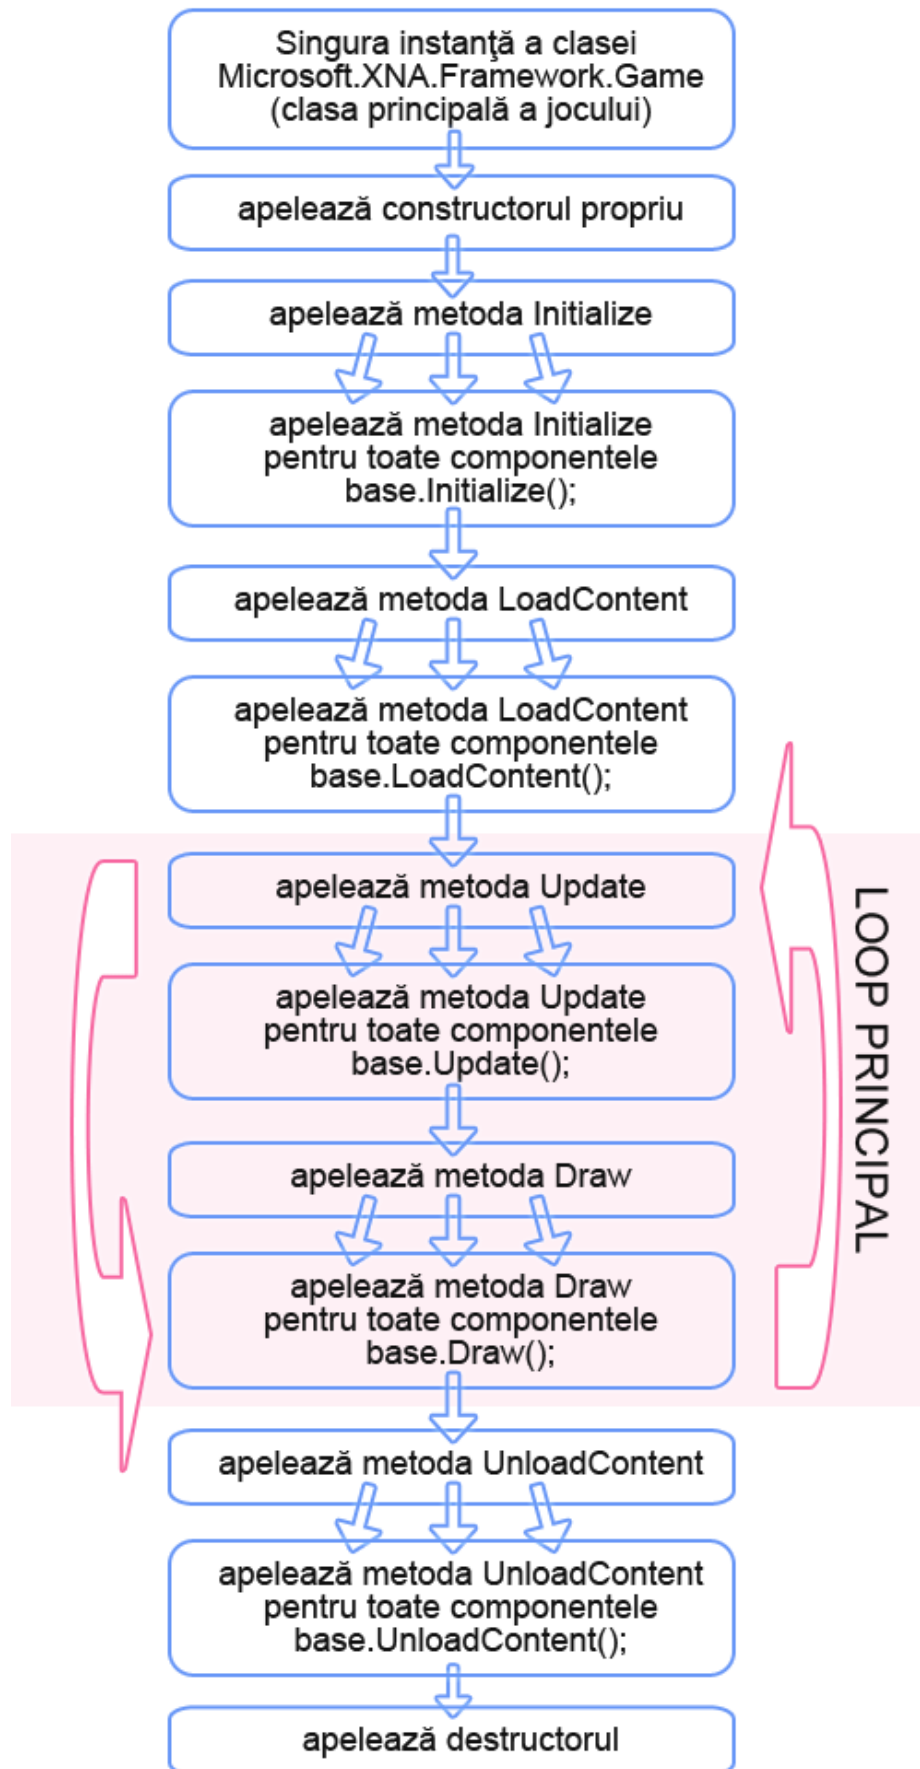 Singura instanţă a clasei
Microsoft.XNA.Framework.Game
(clasa principală a jocului)
apelează constructorul propriu
apelează metoda Initialize
apelează metoda Initialize
pentru toate componentele
base.Initialize();
apelează metoda LoadContent
apelează metoda LoadContent
pentru toate componentele
base.LoadContent();
apelează metoda Update
apelează metoda Update
pentru toate componentele
base.Update();
apelează metoda Draw
apelează metoda Draw
pentru toate componentele
base.Draw();
LOOP PRINCIPAL
apelează metoda UnloadContent
apelează metoda UnloadContent
pentru toate componentele
base.UnloadContent();
apelează destructorul